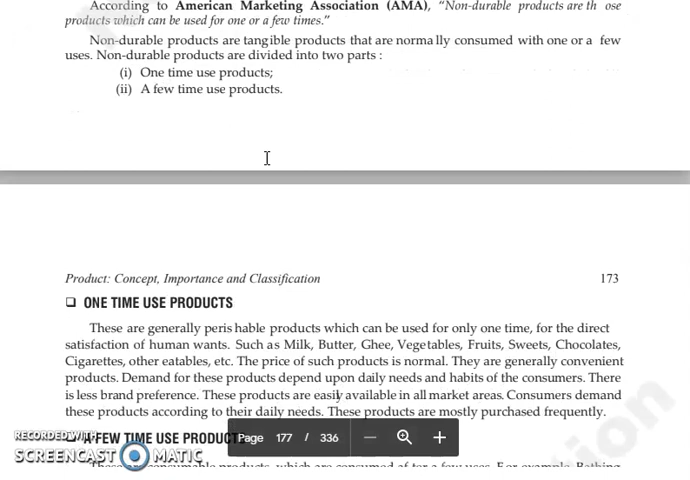 According to American Marketing Association (AMA), "Non-durable products are th ose
products which can be used for one or a few times."
Non-durable products are tangible products that are norma lly consumed with one or a few
uses. Non-durable products are divided into two parts :
(i) One time use products;
(ii) A few time use products.
Product: Concept, Importance and Classification 173
❑ ONE TIME USE PRODUCTS
These are generally peris hable products which can be used for only one time, for the direct
satisfaction of human wants. Such as Milk, Butter, Ghee, Vegetables, Fruits, Sweets, Chocolates,
Cigarettes, other eatables, etc. The price of such products is normal. They are generally convenient
products. Demand for these products depend upon daily needs and habits of the consumers. There
is less brand preference. These products are easily available in all market areas. Consumers demand
these products according to their daily needs. These products are mostly purchased frequently.
A FEW TIME USE PRODUCT
RECORDED WITH
SCREENCAST MATIC
Page 177 / 336